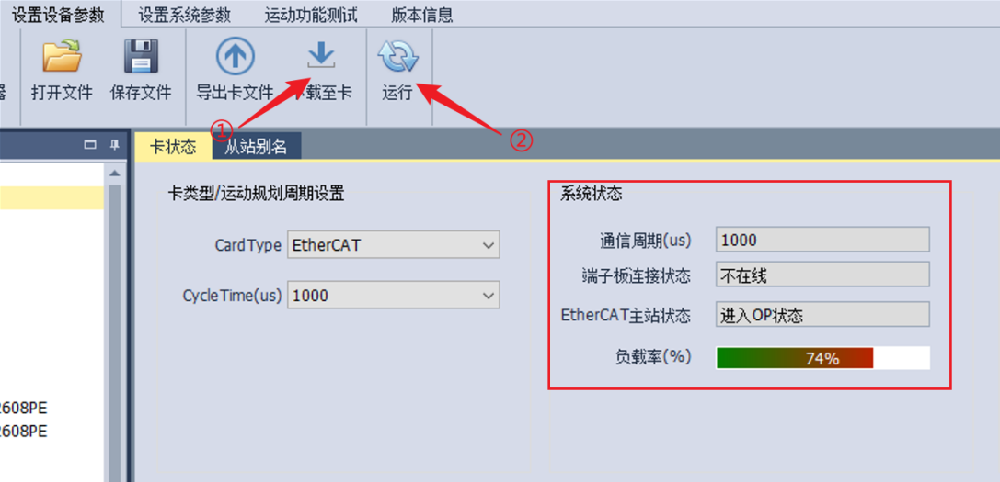 设置设备参数 设置系统参数 运动功能测试 版本信息
打开文件 保存文件 导出卡文件 载至卡 运行
① ②
卡状态 从站别名
卡类型/运动规划周期设置
CardType EtherCAT
CycleTime(us) 1000
系统状态
通信周期(us) 1000
端子板连接状态 不在线
EtherCAT主站状态 进入OP状态
负载率(%) 74%
2608PE
2608PE